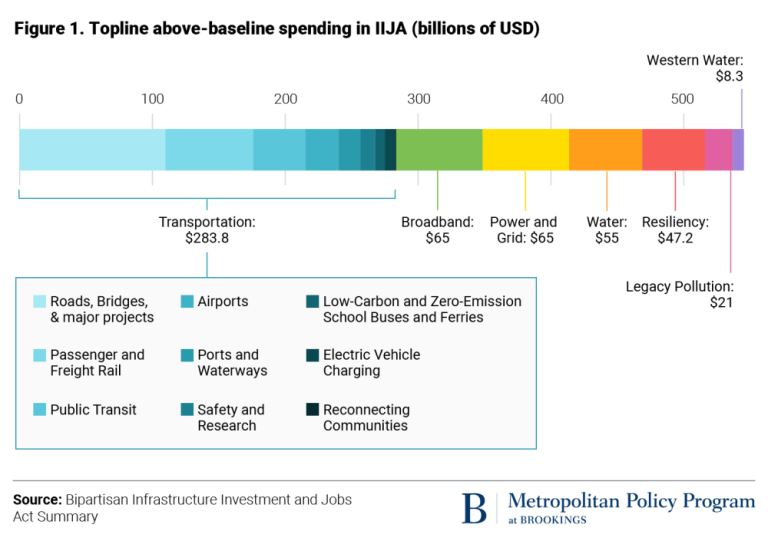 Figure 1. Topline above-baseline spending in IIJA (billions of USD)
Western Water:
$8.3
0
100
200
300
400
500
Transportation:
$283.8
Broadband:
$65
Power and
Grid: $65
Water:
$55
Resiliency:
$47.2
Legacy Pollution:
$21
Roads, Bridges,
& major projects
Airports
Low-Carbon and Zero-Emission
School Buses and Ferries
Passenger and
Freight Rail
Ports and
Waterways
Electric Vehicle
Charging
Public Transit
Safety and
Research
Reconnecting
Communities
Source: Bipartisan Infrastructure Investment and Jobs
Act Summary
B
Metropolitan Policy Program
at BROOKINGS